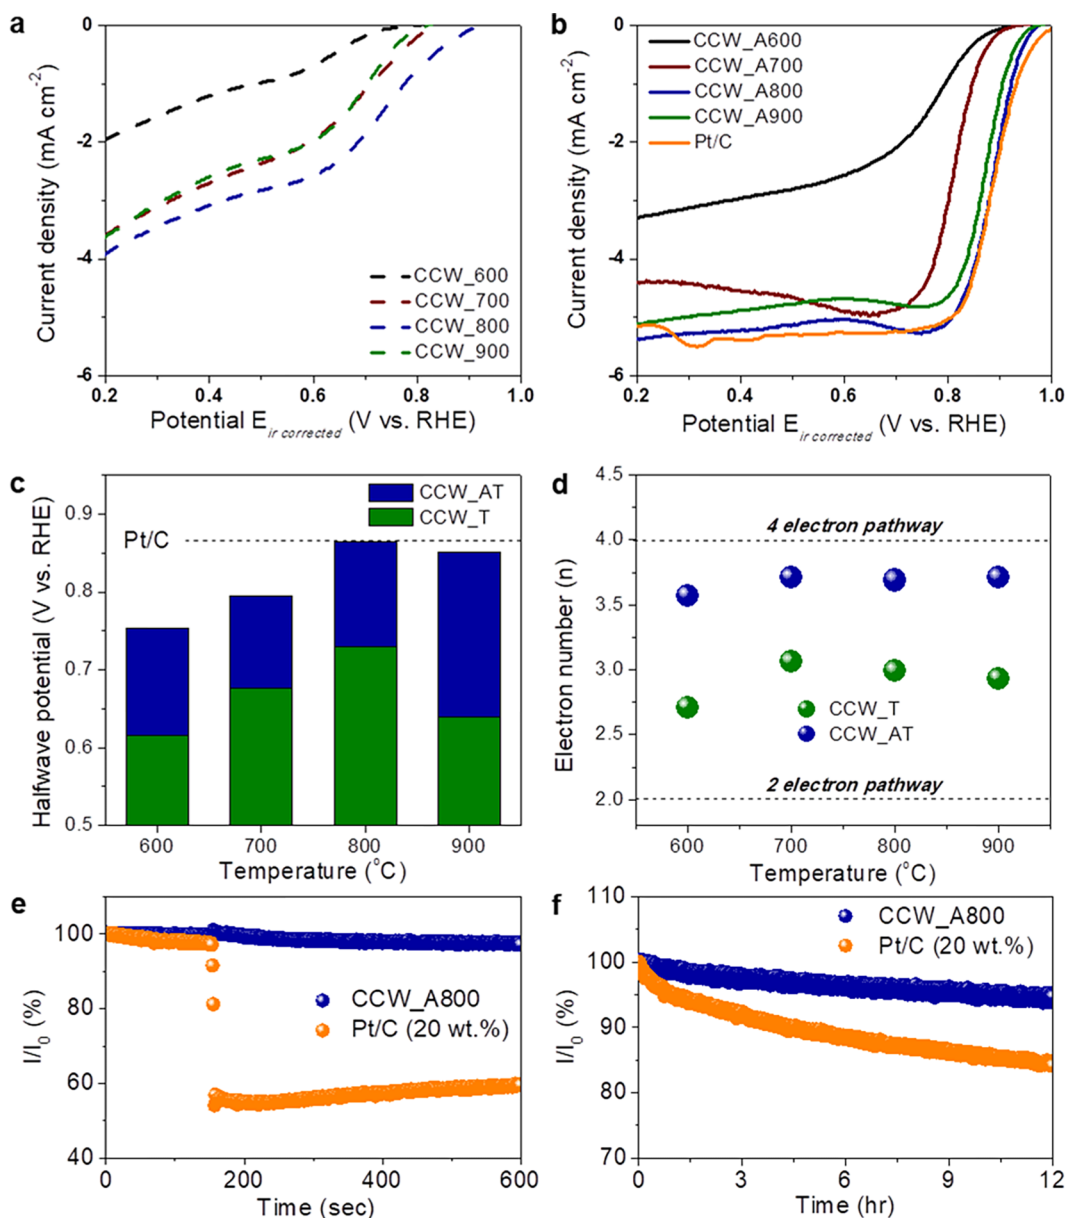 a
0
-2
-4
-6
Current density (mA cm-2)
CCW_600
CCW_700
CCW_800
CCW_900
0.2 0.4 0.6 0.8 1.0
Potential E ir corrected (V vs. RHE)
b
0
-2
-4
-6
Current density (mA cm-2)
CCW_A600
CCW_A700
CCW_A800
CCW_A900
Pt/C
0.2 0.4 0.6 0.8 1.0
Potential E ir corrected (V vs. RHE)
c
0.9
0.8
0.7
0.6
0.5
Halfwave potential (V vs. RHE)
CCW_AT
CCW_T
Pt/C
600 700 800 900
Temperature (°C)
d
4.5
4.0
3.5
3.0
2.5
2.0
Electron number (n)
4 electron pathway
CCW_T
CCW_AT
2 electron pathway
600 700 800 900
Temperature (°C)
e
100
80
60
40
I/I0 (%)
CCW_A800
Pt/C (20 wt.%)
0 200 400 600
Time (sec)
f
110
100
90
80
70
I/I0 (%)
CCW_A800
Pt/C (20 wt.%)
0 3 6 9 12
Time (hr)